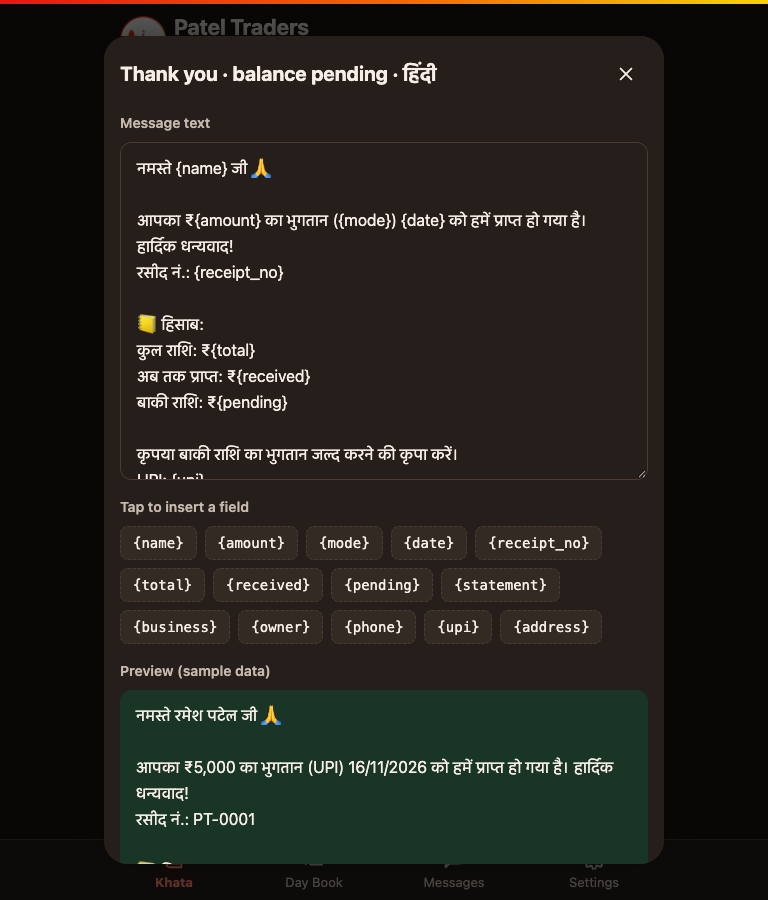 Patel Traders
Thank you · balance pending · हिंदी
Message text
नमस्ते {name} जी 🙏
आपका ₹{amount} का भुगतान ({mode}) {date} को हमें प्राप्त हो गया है।
हार्दिक धन्यवाद!
रसीद नं.: {receipt_no}
📒 हिसाब:
कुल राशि: ₹{total}
अब तक प्राप्त: ₹{received}
बाकी राशि: ₹{pending}
कृपया बाकी राशि का भुगतान जल्द करने की कृपा करें।
UPI: {upi}
Tap to insert a field
{name} {amount} {mode} {date} {receipt_no}
{total} {received} {pending} {statement}
{business} {owner} {phone} {upi} {address}
Preview (sample data)
नमस्ते रमेश पटेल जी 🙏
आपका ₹5,000 का भुगतान (UPI) 16/11/2026 को हमें प्राप्त हो गया है। हार्दिक
धन्यवाद!
रसीद नं.: PT-0001
Khata Day Book Messages Settings